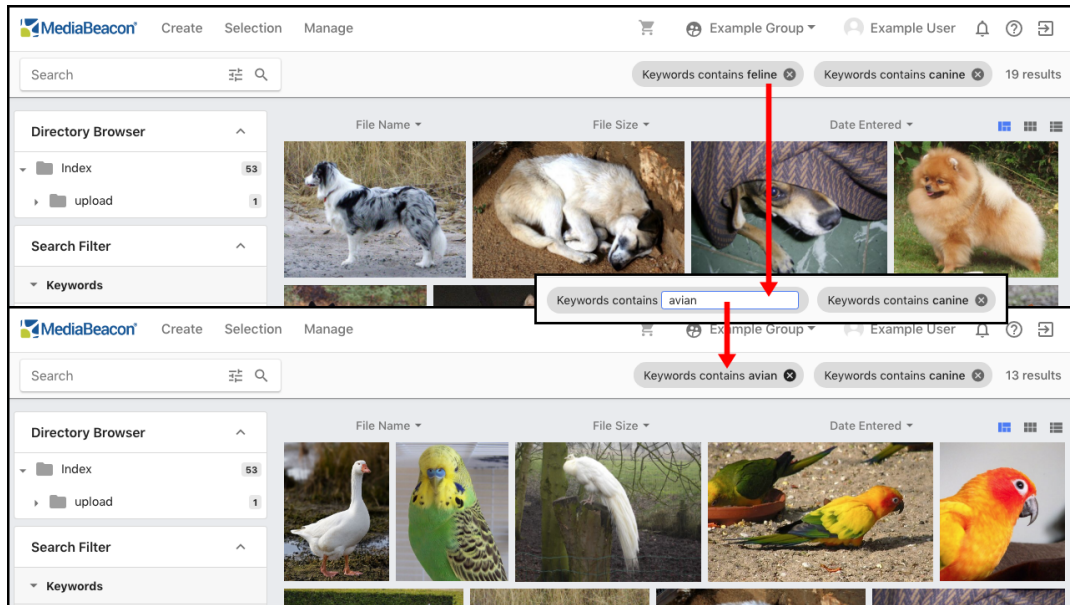 MediaBeacon® Create Selection Manage Example Group Example User
Search Keywords contains feline Keywords contains canine 19 results
Directory Browser File Name File Size Date Entered
Index 53
upload 1
Search Filter
Keywords
Keywords contains avian Keywords contains canine
MediaBeacon® Create Selection Manage Example Group Example User
Search Keywords contains avian Keywords contains canine 13 results
Directory Browser File Name File Size Date Entered
Index 53
upload 1
Search Filter
Keywords